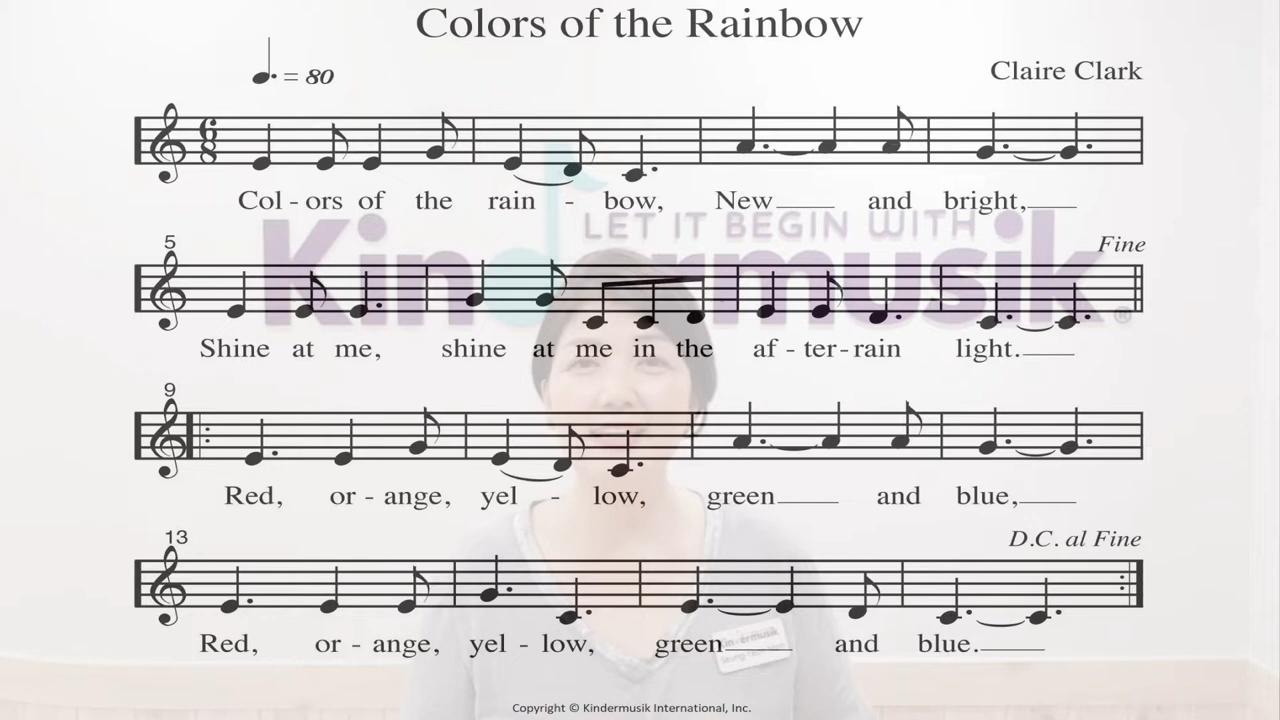 Colors of the Rainbow
= 80
Claire Clark
6
8
Col - ors of the rain - bow, New and bright,
LET IT BEGIN WITH
Kindermusik®
5
Fine
Shine at me, shine at me in the af - ter - rain light.
9
Red, or - ange, yel - low, green and blue,
13
D.C. al Fine
Red, or - ange, yel - low, green and blue.
Kindermusik
Copyright © Kindermusik International, Inc.